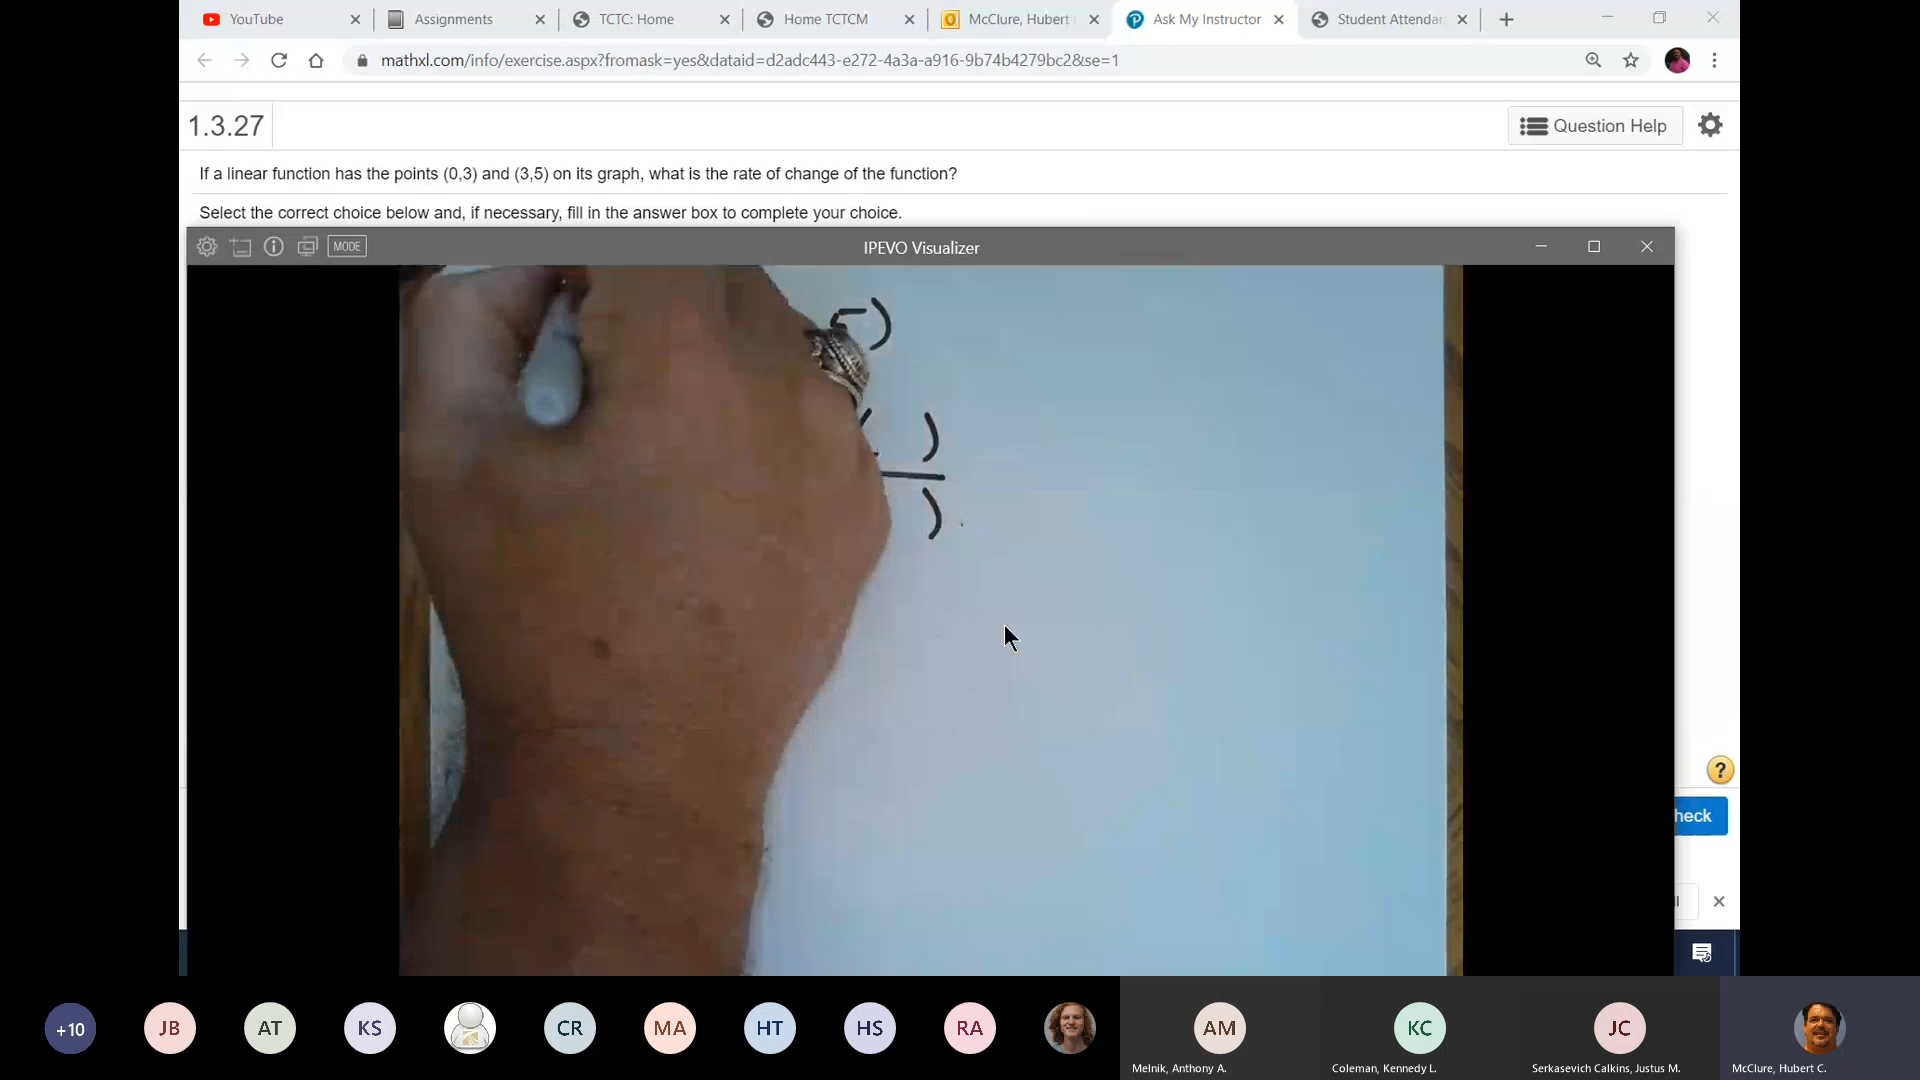 YouTube
Assignments
TCTC: Home
Home TCTCM
McClure, Hubert
Ask My Instructor
Student Attendar
mathxl.com/info/exercise.aspx?fromask=yes&dataid=d2adc443-e272-4a3a-a916-9b74b4279bc2&se=1
1.3.27
Question Help
If a linear function has the points (0,3) and (3,5) on its graph, what is the rate of change of the function?
Select the correct choice below and, if necessary, fill in the answer box to complete your choice.
MODE
IPEVO Visualizer
5)
( )
)
?
heck
+10
JB
AT
KS
CR
MA
HT
HS
RA
AM
KC
JC
Melnik, Anthony A.
Coleman, Kennedy L.
Serkasevich Calkins, Justus M.
McClure, Hubert C.